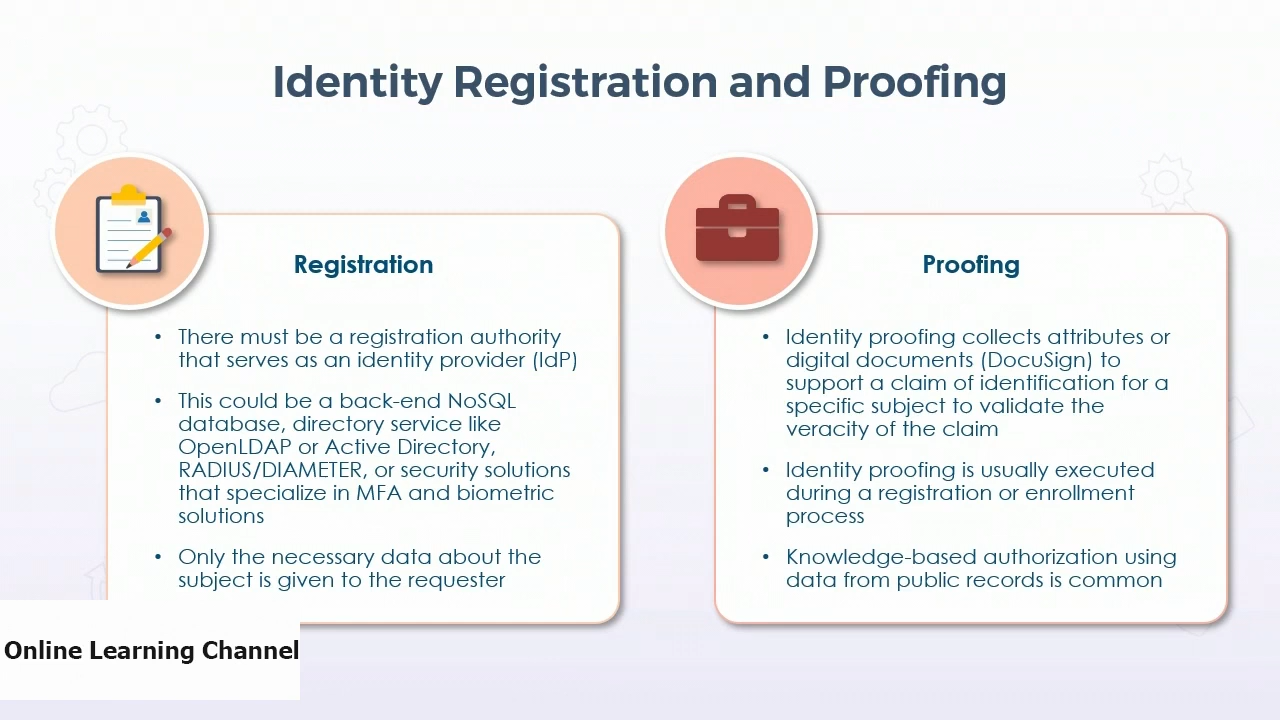 Identity Registration and Proofing
Registration
• There must be a registration authority
that serves as an identity provider (IdP)
• This could be a back-end NoSQL
database, directory service like
OpenLDAP or Active Directory,
RADIUS/DIAMETER, or security solutions
that specialize in MFA and biometric
solutions
• Only the necessary data about the
subject is given to the requester
Proofing
• Identity proofing collects attributes or
digital documents (DocuSign) to
support a claim of identification for a
specific subject to validate the
veracity of the claim
• Identity proofing is usually executed
during a registration or enrollment
process
• Knowledge-based authorization using
data from public records is common
Online Learning Channel